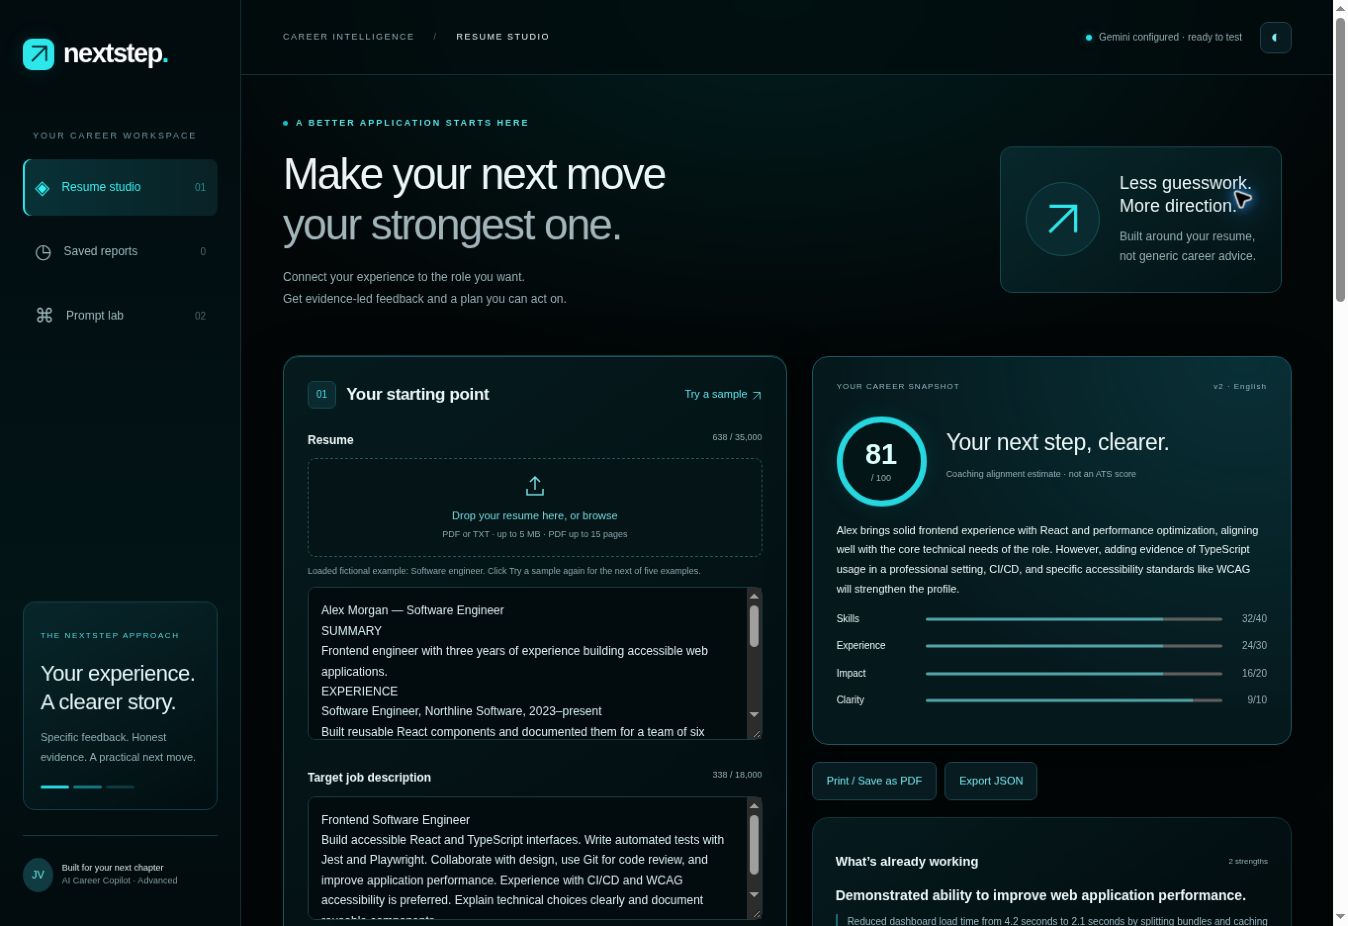 nextstep.
YOUR CAREER WORKSPACE
Resume studio 01
Saved reports 0
Prompt lab 02
THE NEXTSTEP APPROACH
Your experience.
A clearer story.
Specific feedback. Honest
evidence. A practical next move.
JV
Built for your next chapter
AI Career Copilot · Advanced
CAREER INTELLIGENCE / RESUME STUDIO
Gemini configured · ready to test
A BETTER APPLICATION STARTS HERE
Make your next move
your strongest one.
Connect your experience to the role you want.
Get evidence-led feedback and a plan you can act on.
Less guesswork.
More direction.
Built around your resume,
not generic career advice.
01 Your starting point
Try a sample
Resume
638 / 35,000
Drop your resume here, or browse
PDF or TXT · up to 5 MB · PDF up to 15 pages
Loaded fictional example: Software engineer. Click Try a sample again for the next of five examples.
Alex Morgan — Software Engineer
SUMMARY
Frontend engineer with three years of experience building accessible web
applications.
EXPERIENCE
Software Engineer, Northline Software, 2023–present
Built reusable React components and documented them for a team of six
Target job description
338 / 18,000
Frontend Software Engineer
Build accessible React and TypeScript interfaces. Write automated tests with
Jest and Playwright. Collaborate with design, use Git for code review, and
improve application performance. Experience with CI/CD and WCAG
accessibility is preferred. Explain technical choices clearly and document
reusable components.
YOUR CAREER SNAPSHOT
v2 · English
81
/ 100
Your next step, clearer.
Coaching alignment estimate · not an ATS score
Alex brings solid frontend experience with React and performance optimization, aligning
well with the core technical needs of the role. However, adding evidence of TypeScript
usage in a professional setting, CI/CD, and specific accessibility standards like WCAG
will strengthen the profile.
Skills 32/40
Experience 24/30
Impact 16/20
Clarity 9/10
Print / Save as PDF
Export JSON
What's already working
2 strengths
Demonstrated ability to improve web application performance.
Reduced dashboard load time from 4.2 seconds to 2.1 seconds by splitting bundles and caching